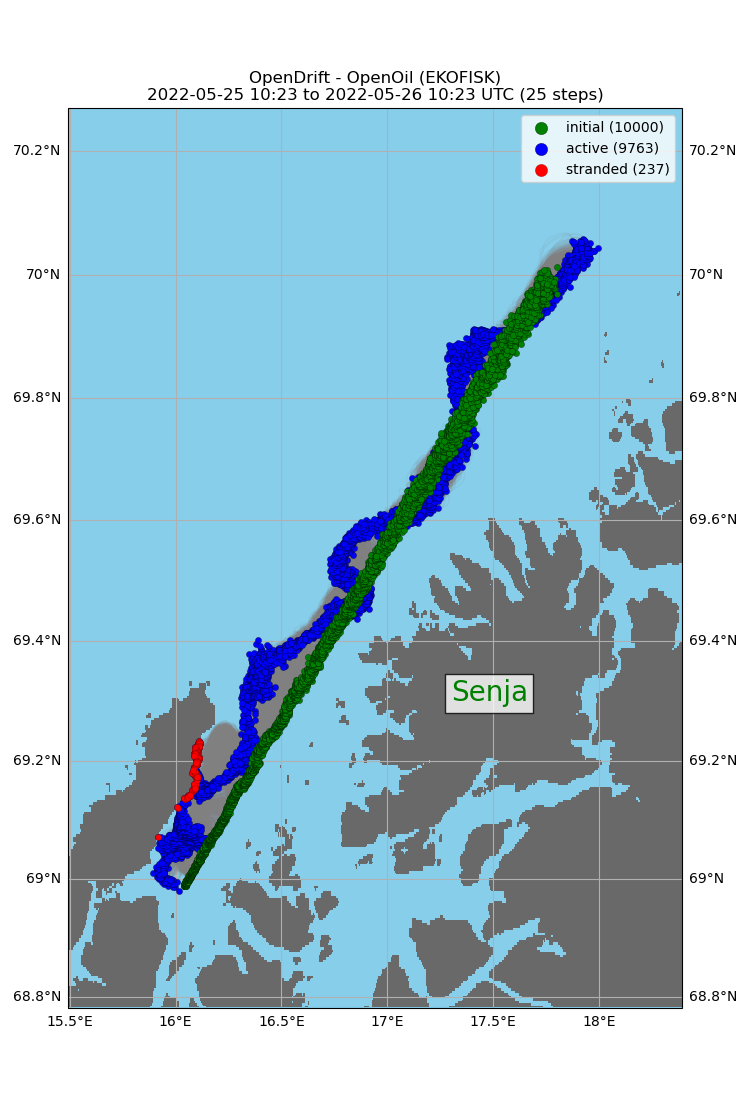 OpenDrift - OpenOil (EKOFISK)
2022-05-25 10:23 to 2022-05-26 10:23 UTC (25 steps)
initial (10000)
active (9763)
stranded (237)
70.2°N 70.2°N
70°N 70°N
69.8°N 69.8°N
69.6°N 69.6°N
69.4°N 69.4°N
Senja
69.2°N 69.2°N
69°N 69°N
68.8°N 68.8°N
15.5°E 16°E 16.5°E 17°E 17.5°E 18°E